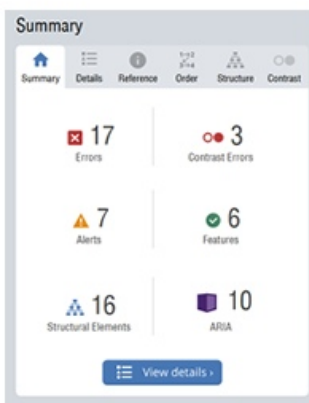 Summary
Summary Details Reference Order Structure Contrast
17 3
Errors Contrast Errors
7 6
Alerts Features
16 10
Structural Elements ARIA
View details ›